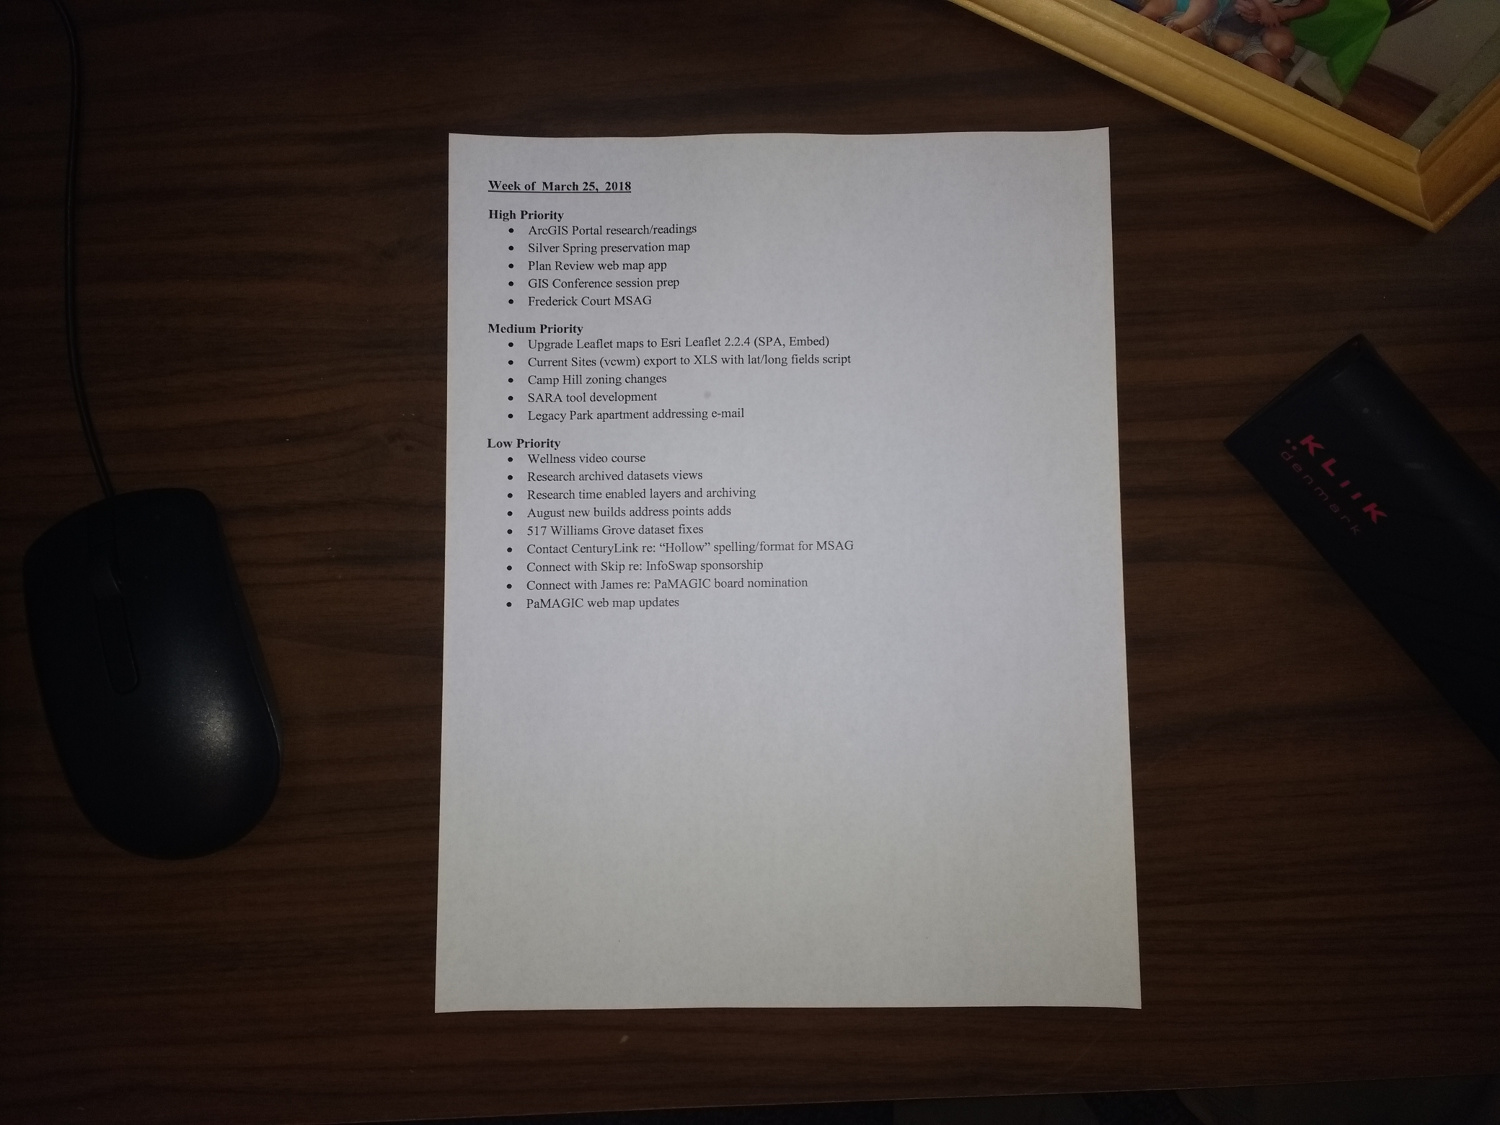 Week of March 25, 2018
High Priority
• ArcGIS Portal research/readings
• Silver Spring preservation map
• Plan Review web map app
• GIS Conference session prep
• Frederick Court MSAG
Medium Priority
• Upgrade Leaflet maps to Esri Leaflet 2.2.4 (SPA, Embed)
• Current Sites (vcwm) export to XLS with lat/long fields script
• Camp Hill zoning changes
• SARA tool development
• Legacy Park apartment addressing e-mail
Low Priority
• Wellness video course
• Research archived datasets views
• Research time enabled layers and archiving
• August new builds address points adds
• 517 Williams Grove dataset fixes
• Contact CenturyLink re: “Hollow” spelling/format for MSAG
• Connect with Skip re: InfoSwap sponsorship
• Connect with James re: PaMAGIC board nomination
• PaMAGIC web map updates
KLIIK
denmark